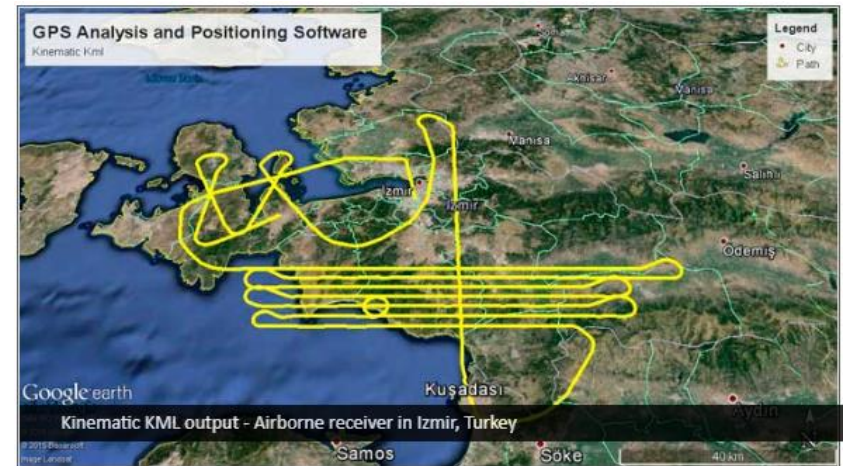 GPS Analysis and Positioning Software
Kinematic Kml
Legend
City
Path
Soma
Akhisar
Manisa
Manisa
Salihli
Izmir
Izmir
Ödemiş
Kuşadası
Google earth
Aydın
Kinematic KML output - Airborne receiver in Izmir, Turkey
Samos
Söke
40 km